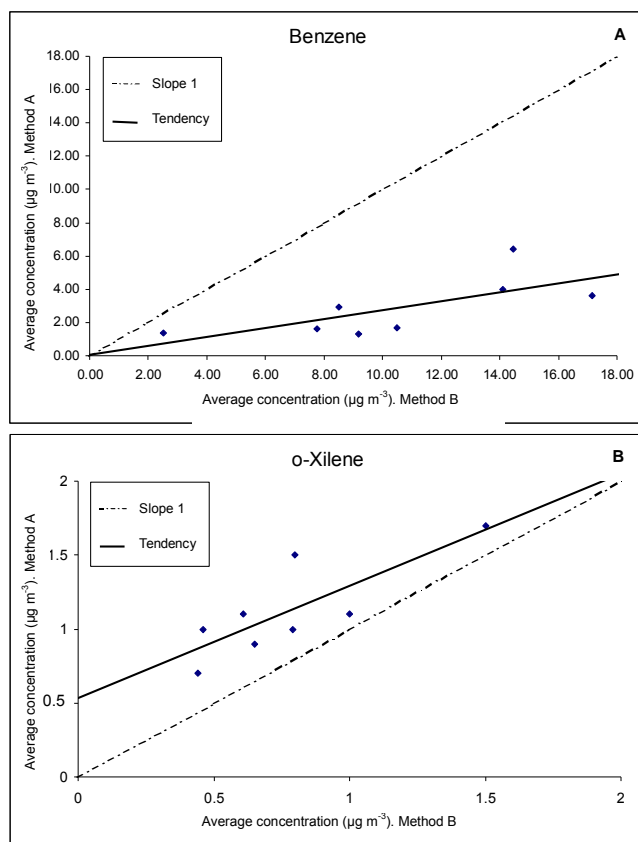 Benzene
A
18.00
16.00
14.00
12.00
10.00
8.00
6.00
4.00
2.00
0.00
Average concentration (µg m-3). Method A
Slope 1
Tendency
0.00 2.00 4.00 6.00 8.00 10.00 12.00 14.00 16.00 18.00
Average concentration (µg m-3). Method B
o-Xilene
B
2
1.5
1
0.5
0
Average concentration (µg m-3). Method A
Slope 1
Tendency
0 0.5 1 1.5 2
Average concentration (µg m-3). Method B